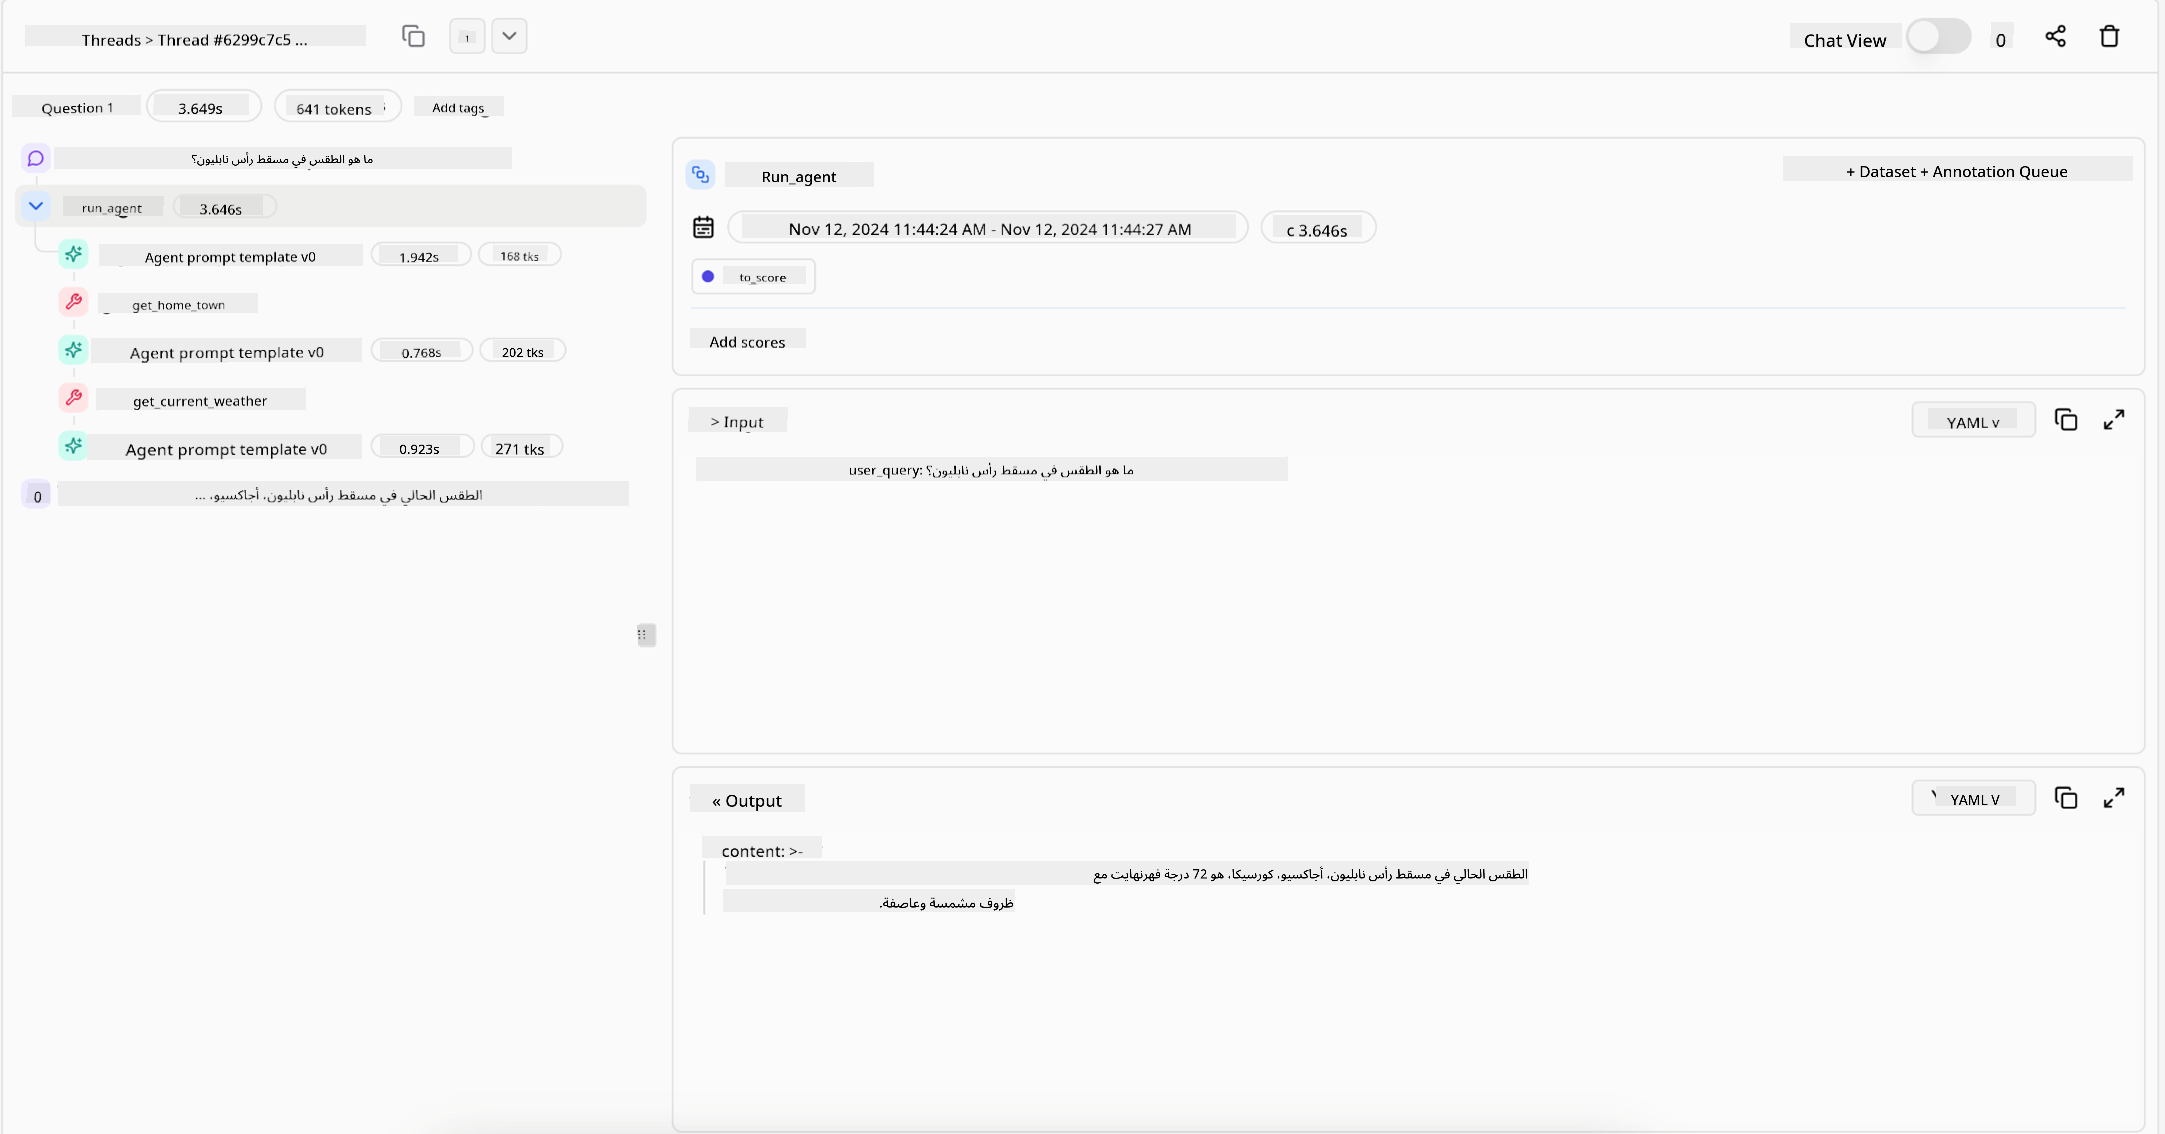 Threads > Thread #6299c7c5 ...
1
Chat View
0
Question 1
3.649s
641 tokens
Add tags
ما هو الطقس في مسقط رأس نابليون؟
run_agent
3.646s
Agent prompt template v0
1.942s
168 tks
get_home_town
Agent prompt template v0
0.768s
202 tks
get_current_weather
Agent prompt template v0
0.923s
271 tks
0
الطقس الحالي في مسقط رأس نابليون، أجاكسيو، ...
Run_agent
+ Dataset + Annotation Queue
Nov 12, 2024 11:44:24 AM - Nov 12, 2024 11:44:27 AM
c 3.646s
to_score
Add scores
> Input
YAML v
user_query: ما هو الطقس في مسقط رأس نابليون؟
« Output
YAML V
content: >-
الطقس الحالي في مسقط رأس نابليون، أجاكسيو، كورسيكا، هو 72 درجة فهرنهايت مع
ظروف مشمسة وعاصفة.